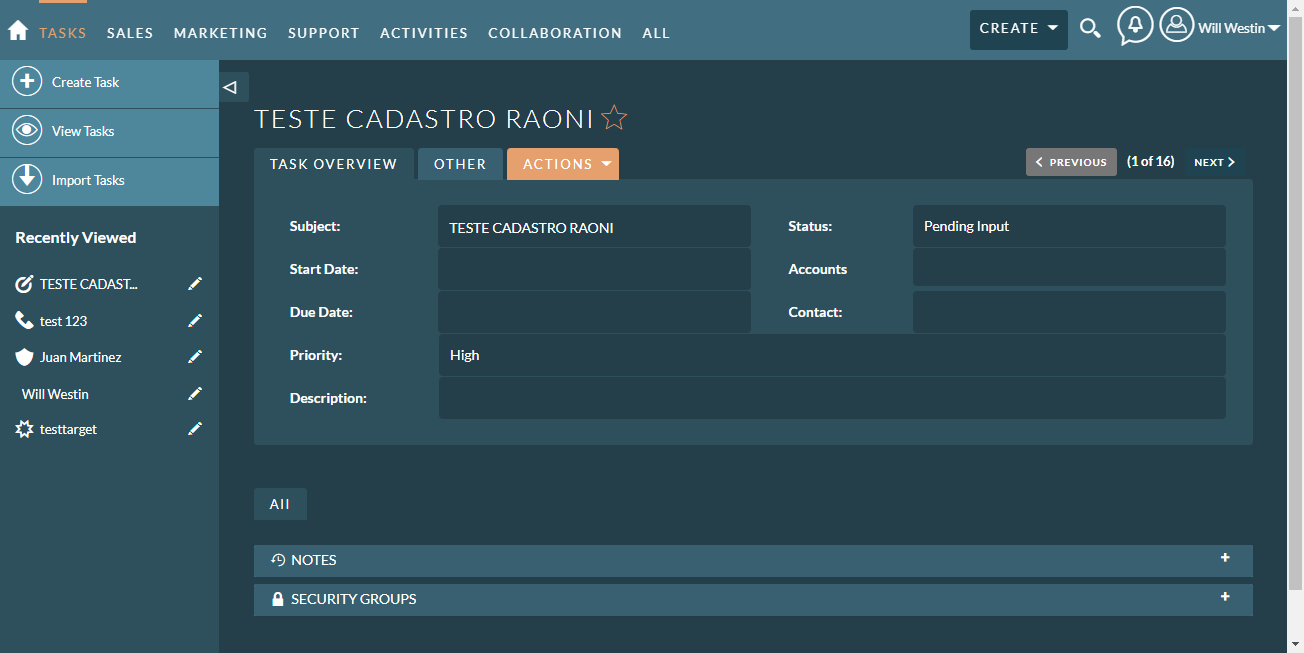 TASKS SALES MARKETING SUPPORT ACTIVITIES COLLABORATION ALL CREATE Will Westin
Create Task
View Tasks
Import Tasks
Recently Viewed
TESTE CADAST...
test 123
Juan Martinez
Will Westin
testtarget
TESTE CADASTRO RAONI
TASK OVERVIEW OTHER ACTIONS PREVIOUS (1 of 16) NEXT
Subject: TESTE CADASTRO RAONI Status: Pending Input
Start Date: Accounts
Due Date: Contact:
Priority: High
Description:
All
NOTES +
SECURITY GROUPS +